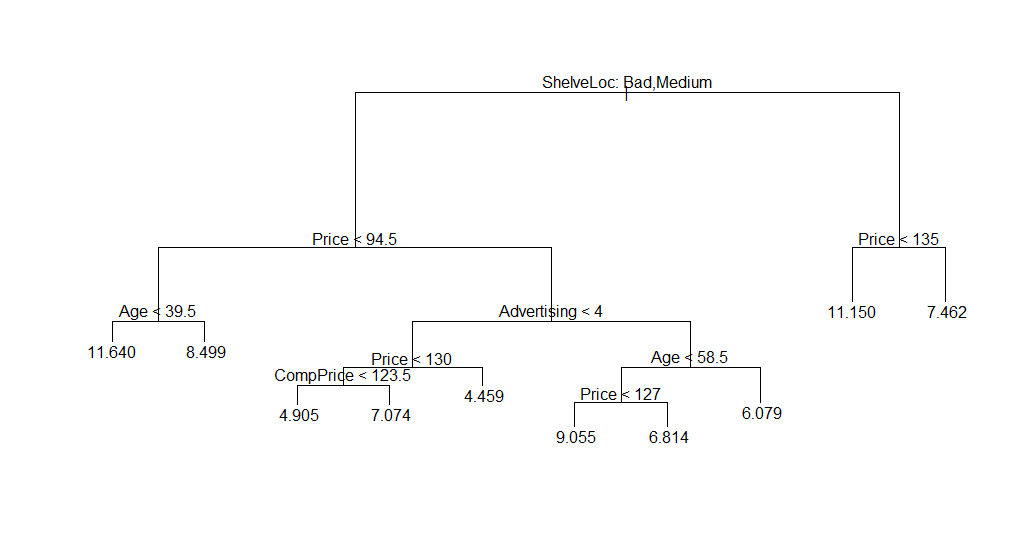 ShelveLoc: Bad,Medium
Price < 94.5
Price < 135
Age < 39.5
Advertising < 4
11.150
7.462
11.640
8.499
Price < 130
Age < 58.5
CompPrice < 123.5
4.459
Price < 127
4.905
7.074
6.079
9.055
6.814